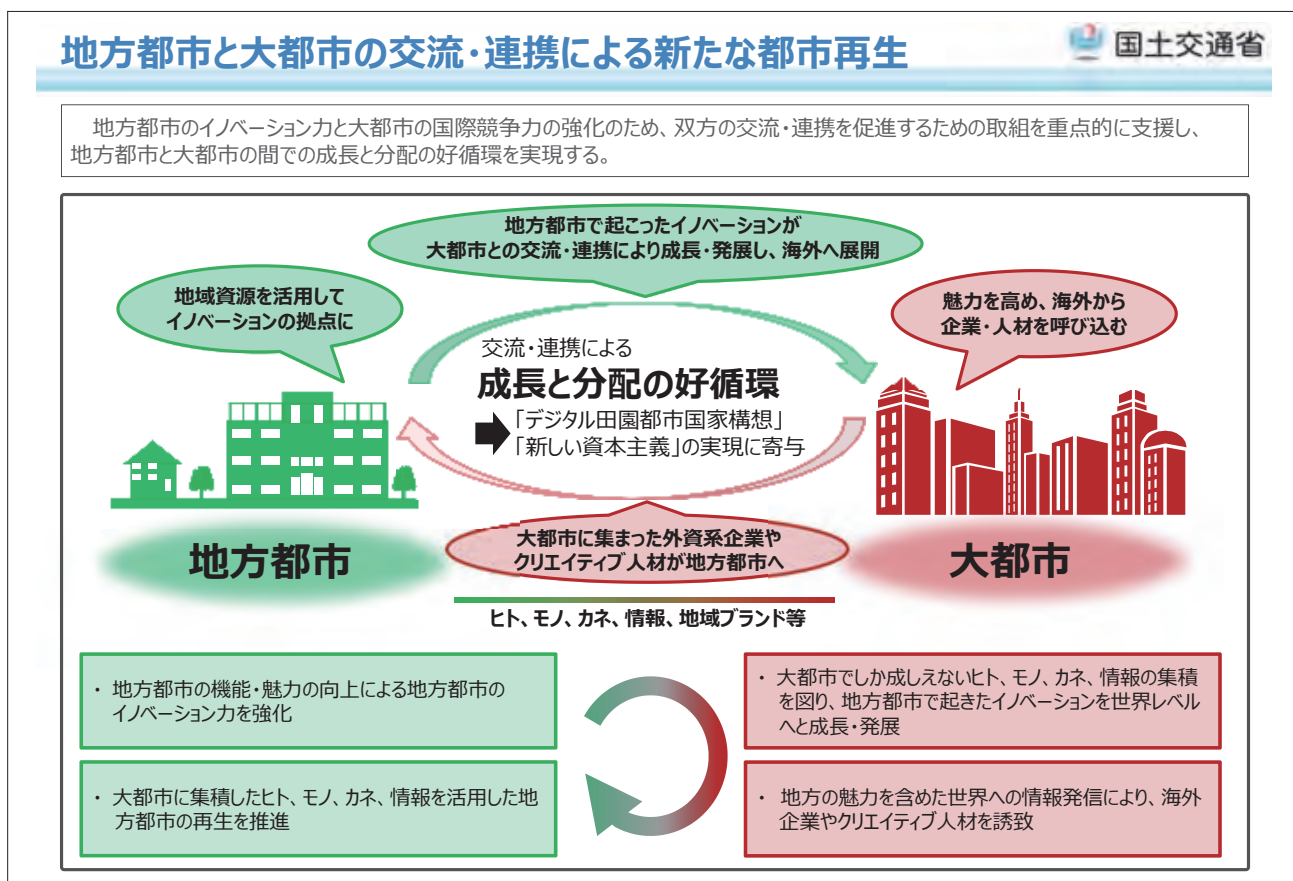 地方都市と大都市の交流・連携による新たな都市再生
国土交通省
地方都市のイノベーション力と大都市の国際競争力の強化のため、双方の交流・連携を促進するための取組を重点的に支援し、
地方都市と大都市の間での成長と分配の好循環を実現する。
地方都市で起こったイノベーションが
大都市との交流・連携により成長・発展し、海外へ展開
地域資源を活用して
イノベーションの拠点に
魅力を高め、海外から
企業・人材を呼び込む
交流・連携による
成長と分配の好循環
「デジタル田園都市国家構想」
「新しい資本主義」の実現に寄与
地方都市
大都市に集まった外資系企業や
クリエイティブ人材が地方都市へ
大都市
ヒト、モノ、カネ、情報、地域ブランド等
・ 地方都市の機能・魅力の向上による地方都市の
イノベーション力を強化
・ 大都市に集積したヒト、モノ、カネ、情報を活用した地
方都市の再生を推進
・ 大都市でしか成しえないヒト、モノ、カネ、情報の集積
を図り、地方都市で起きたイノベーションを世界レベル
へと成長・発展
・ 地方の魅力を含めた世界への情報発信により、海外
企業やクリエイティブ人材を誘致